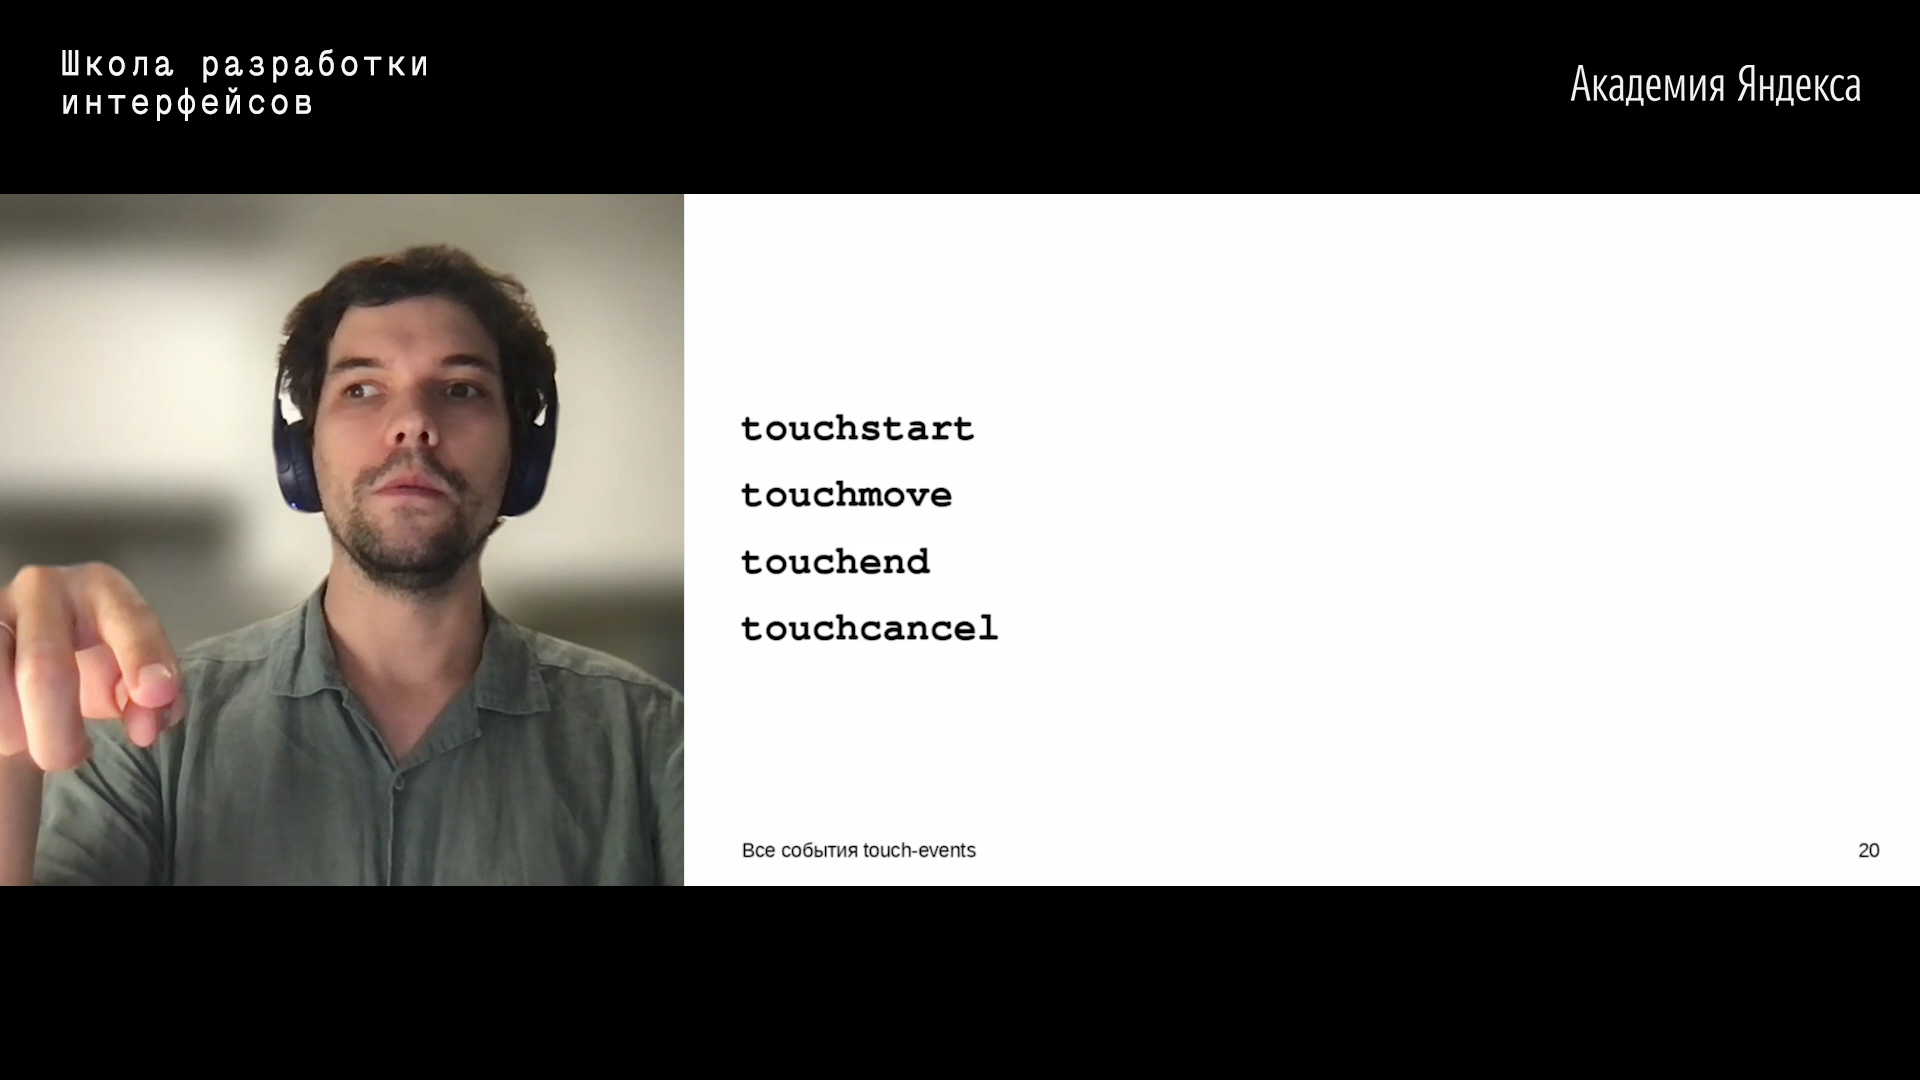 Школа разработки
интерфейсов
Академия Яндекса
touchstart
touchmove
touchend
touchcancel
Все события touch-events
20